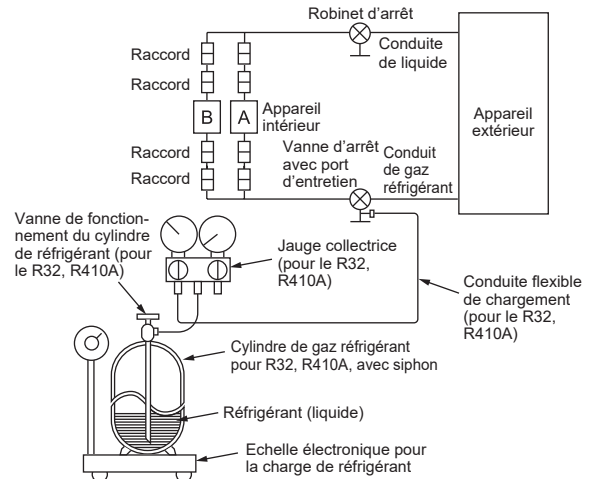 Robinet d'arrêt
Raccord
Conduite
de liquide
Raccord
B
A
Appareil
intérieur
Appareil
extérieur
Raccord
Raccord
Vanne d'arrêt
avec port
d'entretien
Conduit
de gaz
réfrigérant
Vanne de fonction-
nement du cylindre
de réfrigérant (pour
le R32, R410A)
Jauge collectrice
(pour le R32,
R410A)
Conduite flexible
de chargement
(pour le R32,
R410A)
Cylindre de gaz réfrigérant
pour R32, R410A, avec siphon
Réfrigérant (liquide)
Echelle électronique pour
la charge de réfrigérant